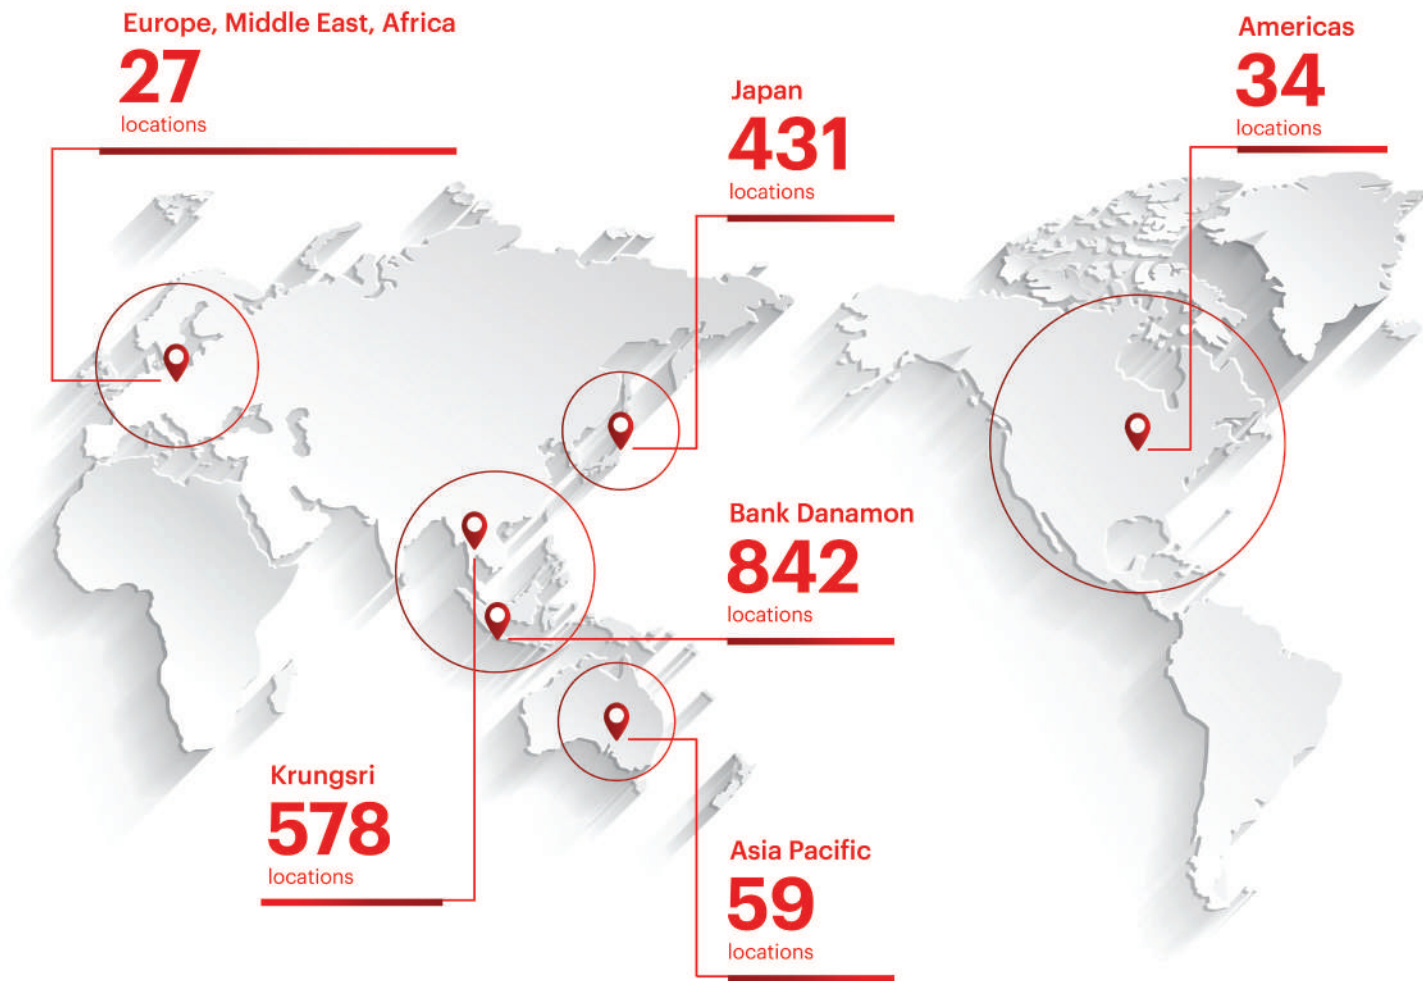 Europe, Middle East, Africa
27
locations
Americas
34
locations
Japan
431
locations
Bank Danamon
842
locations
Krungsri
578
locations
Asia Pacific
59
locations